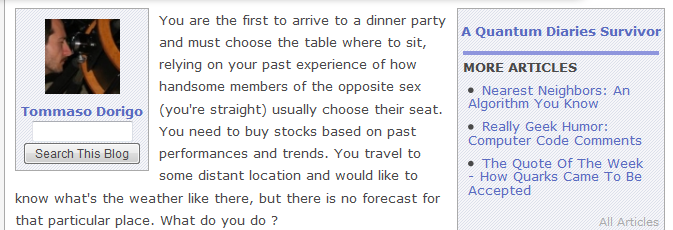 Tommaso Dorigo
Search This Blog
You are the first to arrive to a dinner party
and must choose the table where to sit,
relying on your past experience of how
handsome members of the opposite sex
(you're straight) usually choose their seat.
You need to buy stocks based on past
performances and trends. You travel to
some distant location and would like to
know what's the weather like there, but there is no forecast for
that particular place. What do you do ?
A Quantum Diaries Survivor
MORE ARTICLES
Nearest Neighbors: An
Algorithm You Know
Really Geek Humor:
Computer Code Comments
The Quote Of The Week
- How Quarks Came To Be
Accepted
All Articles